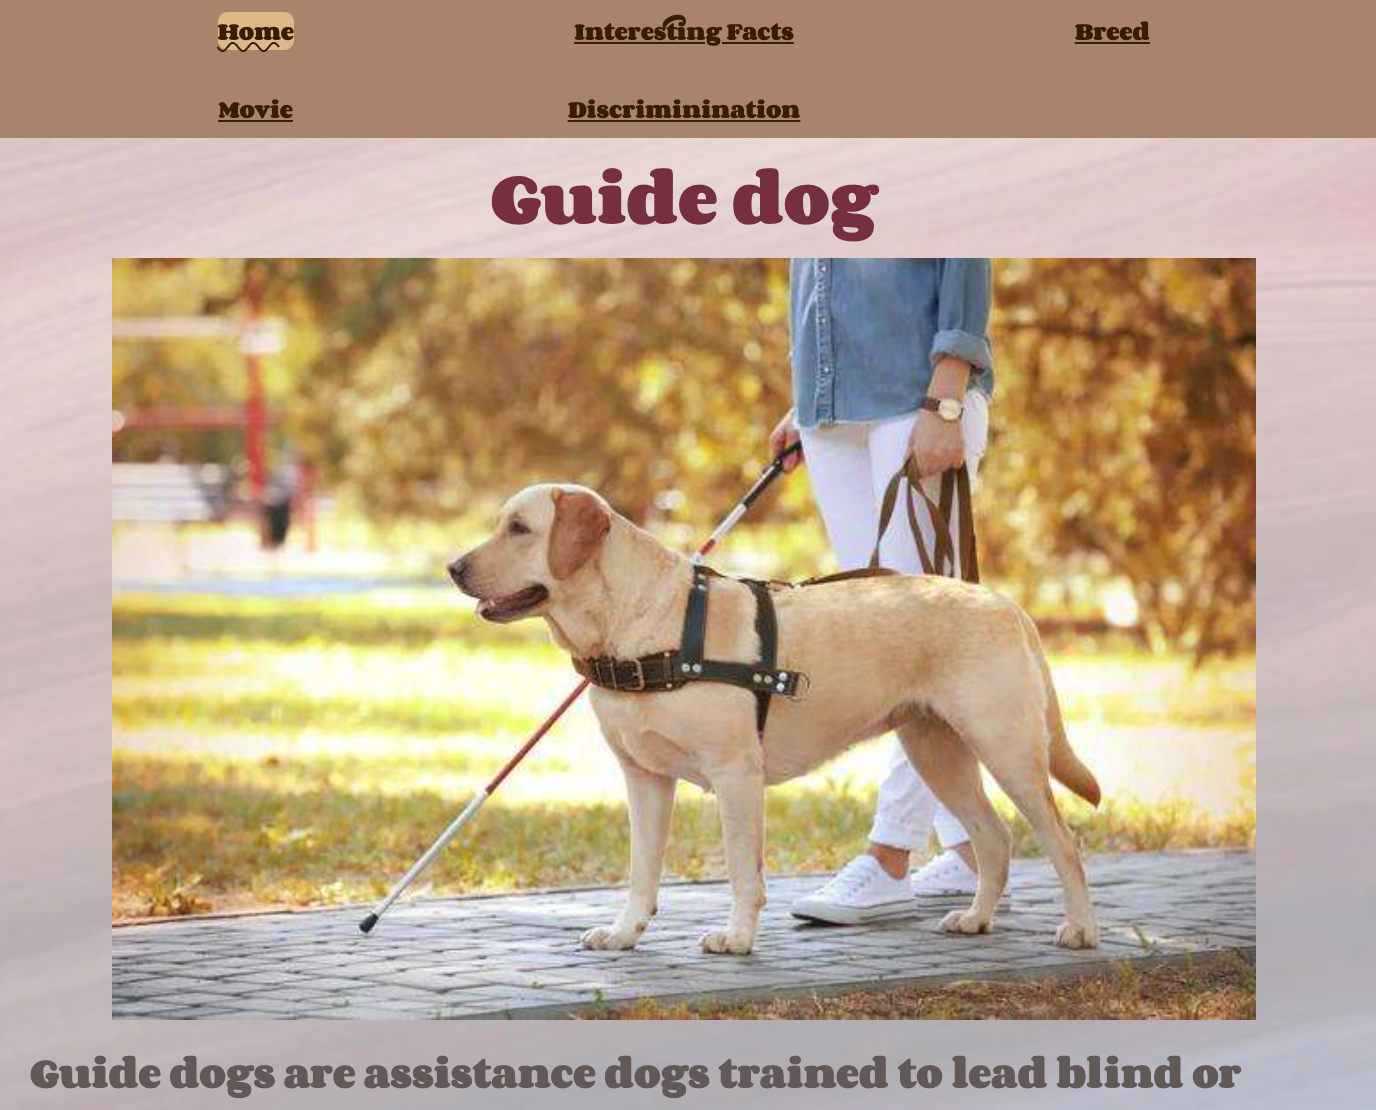 Home Interesting Facts Breed
Movie Discriminination
Guide dog
Guide dogs are assistance dogs trained to lead blind or